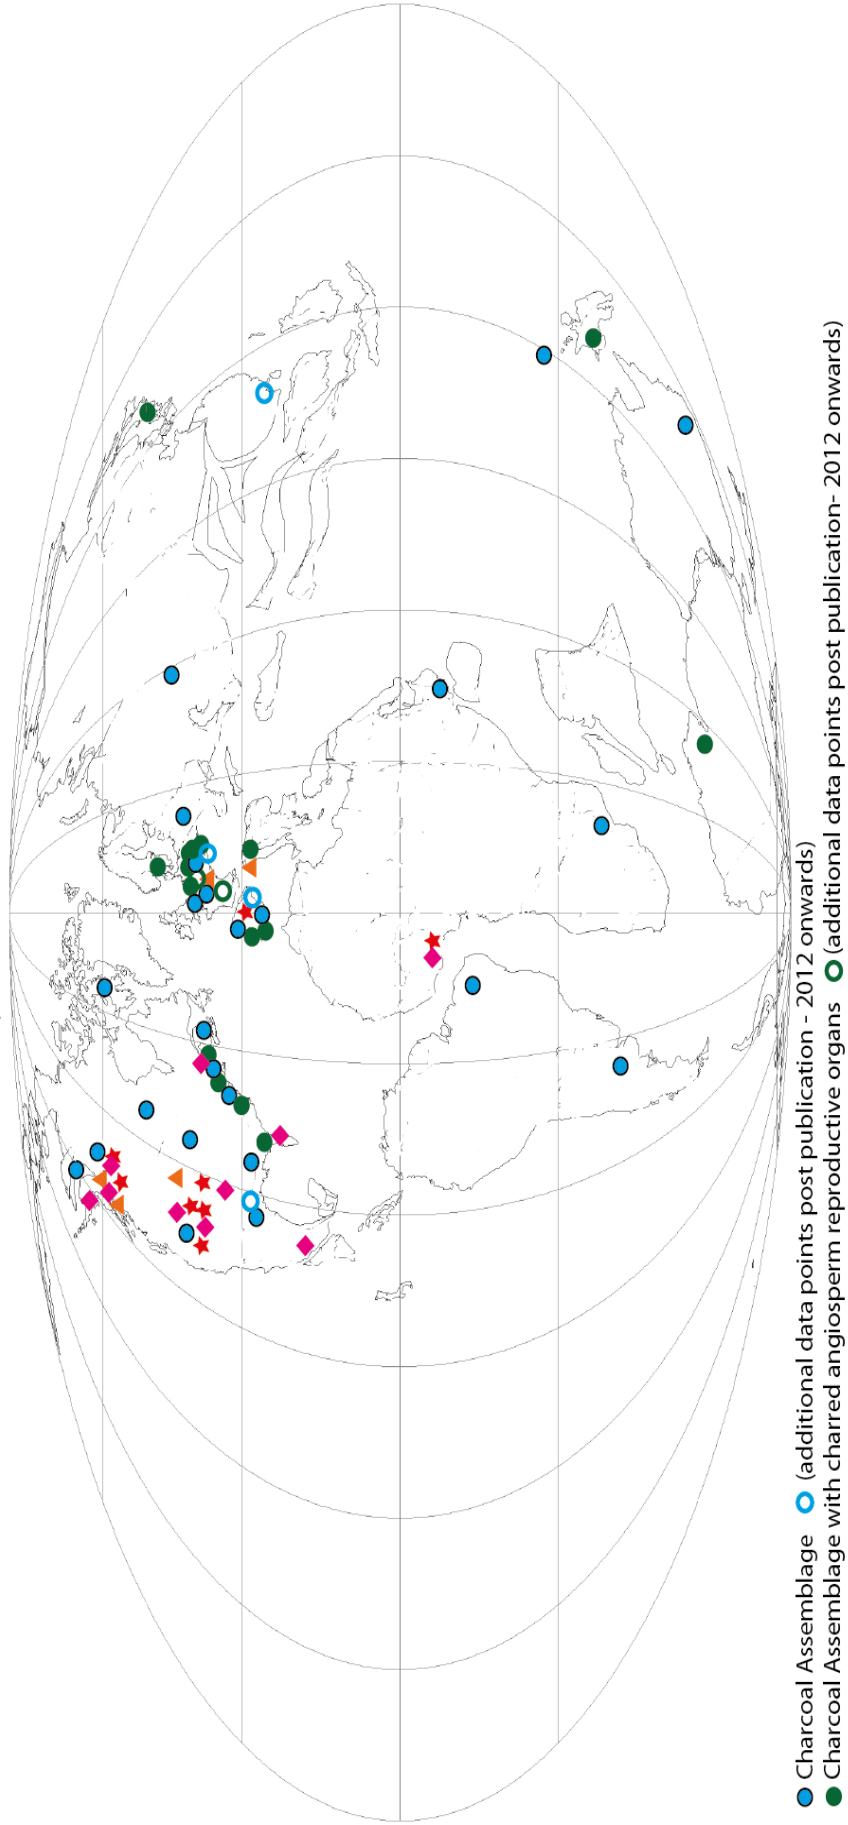 Charcoal Assemblage (additional data points post publication - 2012 onwards)
Charcoal Assemblage with charred angiosperm reproductive organs (additional data points post publication- 2012 onwards)